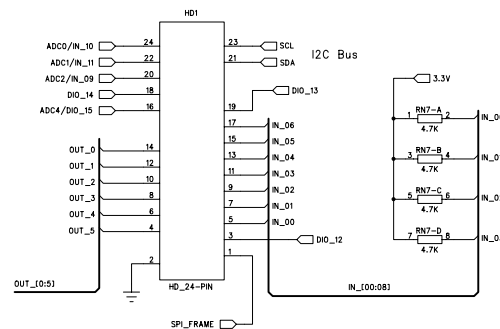 HD1
ADC0/IN_10 24 23 SCL
I2C Bus
ADC1/IN_11 22 21 SDA
ADC2/IN_09 20
DIO_14 18
ADC4/DIO_15 16
19 DIO_13
17 IN_06
15 IN_05
OUT_0 14 13 IN_04
OUT_1 12 11 IN_03
OUT_2 10 9 IN_02
OUT_3 8 7 IN_01
OUT_4 6 5 IN_00
OUT_5 4 3 DIO_12
2 1
HD_24-PIN
OUT_[0:5]
SPI_FRAME
3.3V
RN7-A
1 2
4.7K
RN7-B
3 4
4.7K
RN7-C
5 6
4.7K
RN7-D
7 8
4.7K
IN_[00:08]